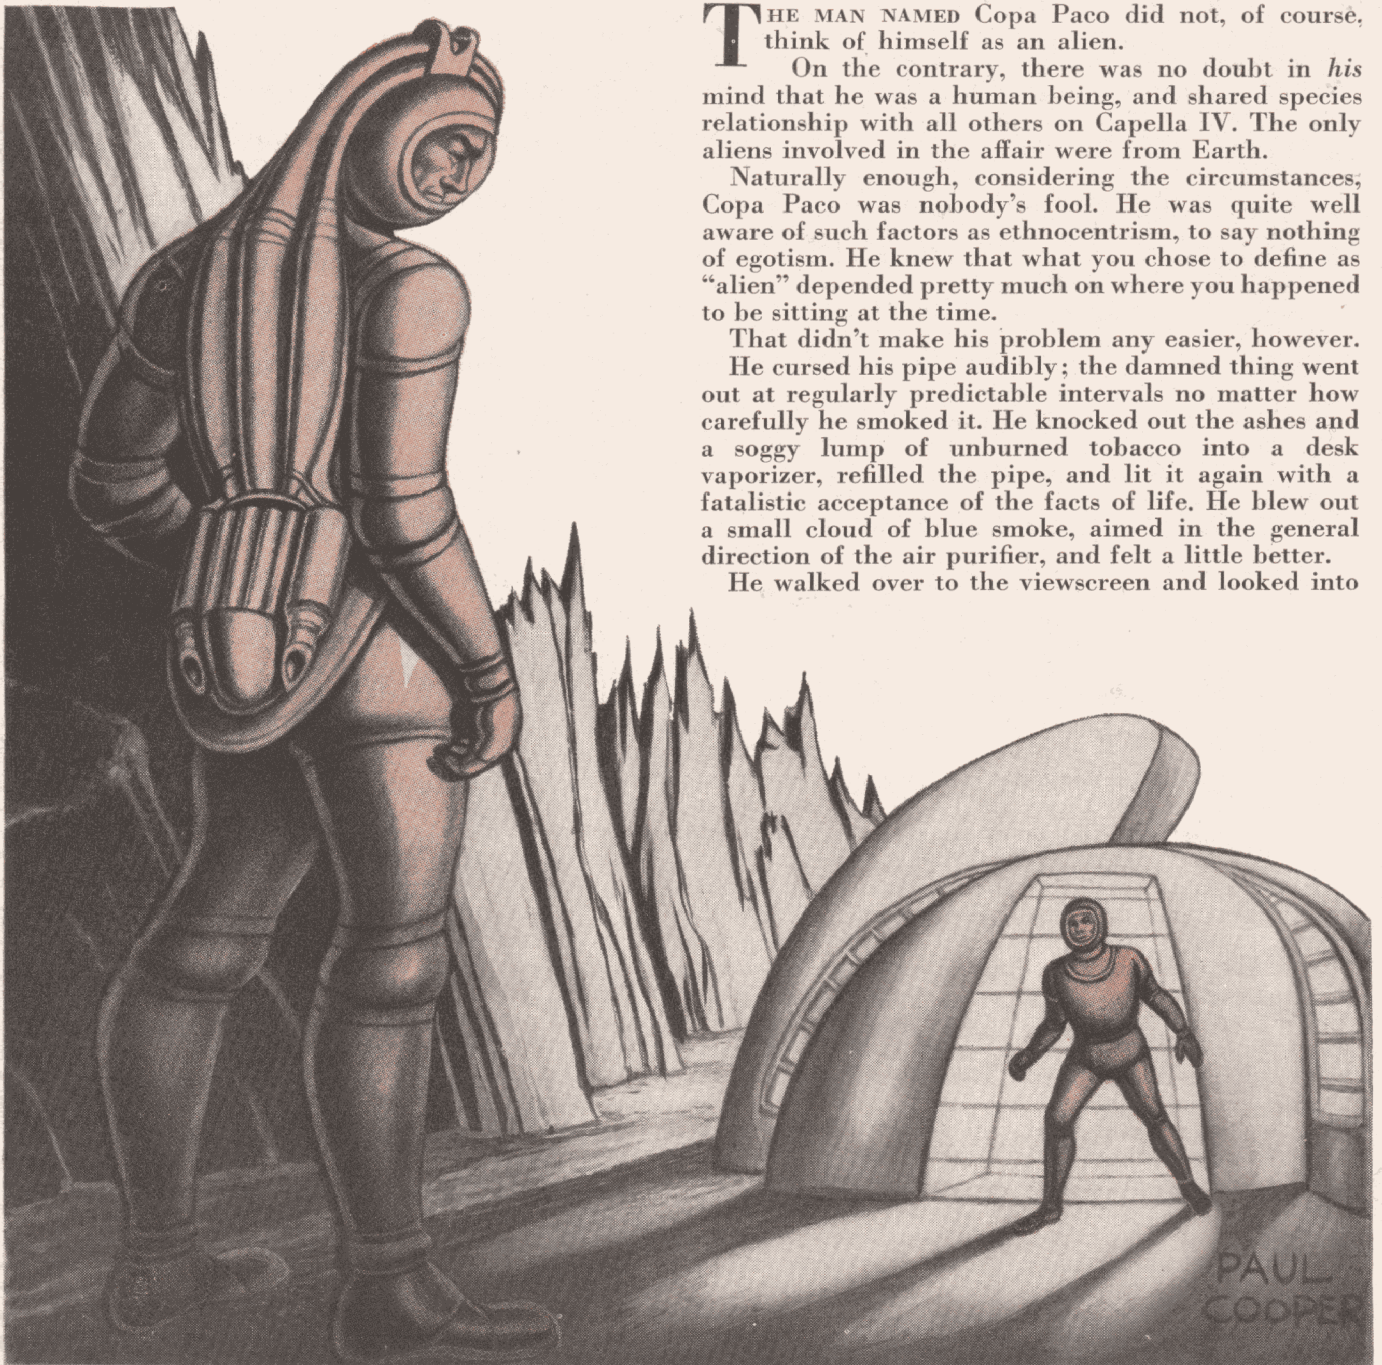 THE MAN NAMED Copa Paco did not, of course,
think of himself as an alien.
On the contrary, there was no doubt in his
mind that he was a human being, and shared species
relationship with all others on Capella IV. The only
aliens involved in the affair were from Earth.
Naturally enough, considering the circumstances,
Copa Paco was nobody's fool. He was quite well
aware of such factors as ethnocentrism, to say nothing
of egotism. He knew that what you chose to define as
“alien” depended pretty much on where you happened
to be sitting at the time.
That didn't make his problem any easier, however.
He cursed his pipe audibly; the damned thing went
out at regularly predictable intervals no matter how
carefully he smoked it. He knocked out the ashes and
a soggy lump of unburned tobacco into a desk
vaporizer, refilled the pipe, and lit it again with a
fatalistic acceptance of the facts of life. He blew out
a small cloud of blue smoke, aimed in the general
direction of the air purifier, and felt a little better.
He walked over to the viewscreen and looked into
PAUL
COOPER